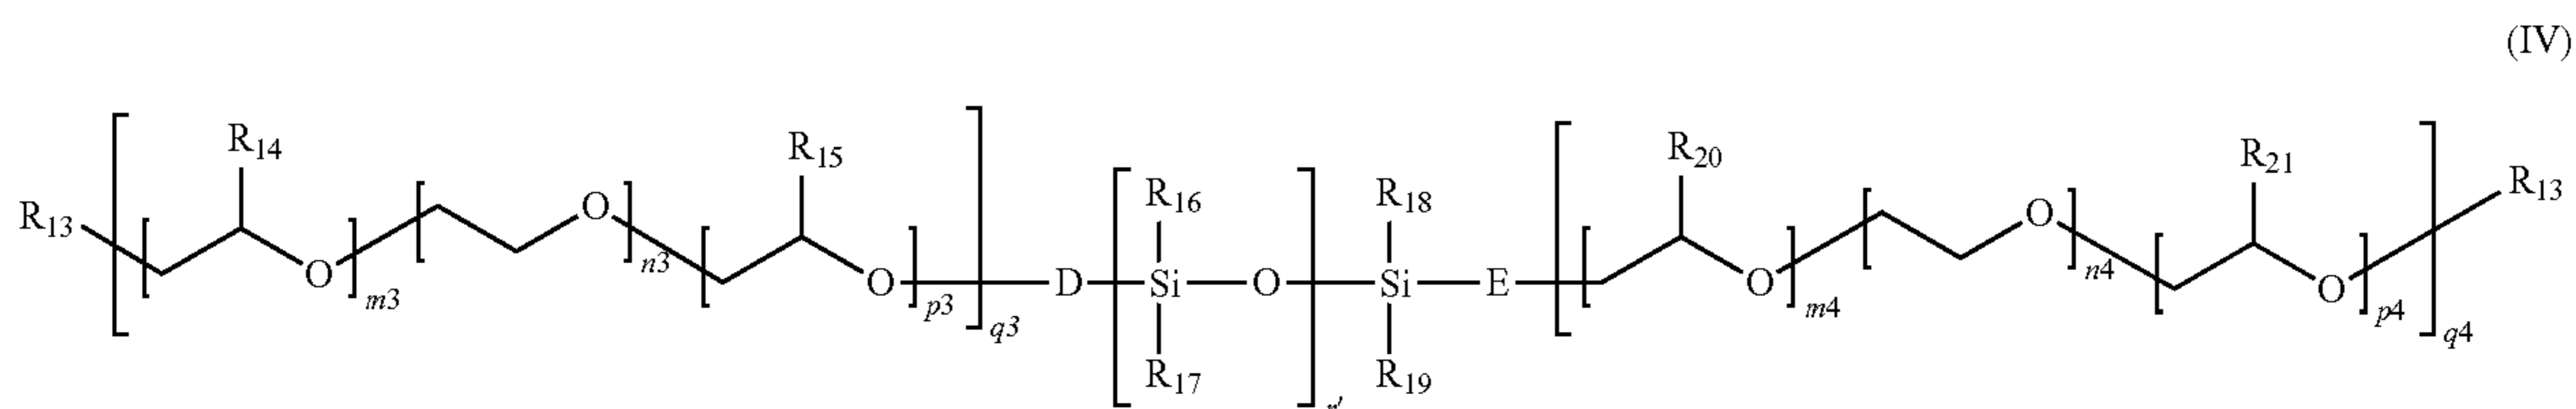 (IV)
R14 R15 R16 R18 R20 R21
R13 O m3 O n3 O p3 q3 D Si O Si E O m4 O n4 O p4 q4 R13
R17 R19